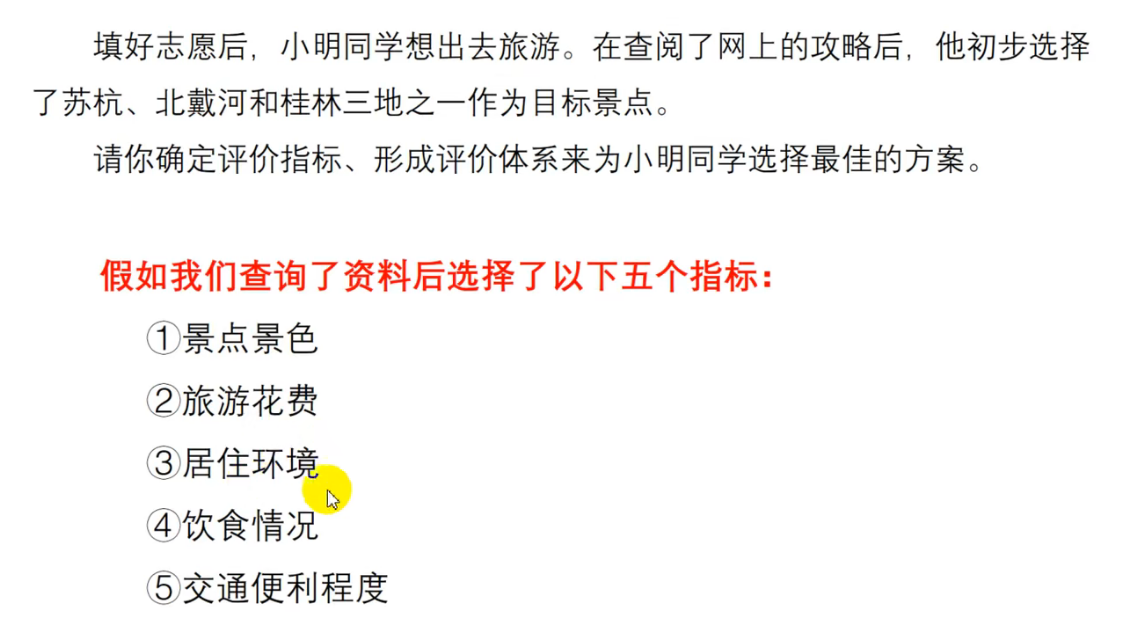 填好志愿后，小明同学想出去旅游。在查阅了网上的攻略后，他初步选择
了苏杭、北戴河和桂林三地之一作为目标景点。
请你确定评价指标、形成评价体系来为小明同学选择最佳的方案。
假如我们查询了资料后选择了以下五个指标：
①景点景色
②旅游花费
③居住环境
④饮食情况
⑤交通便利程度